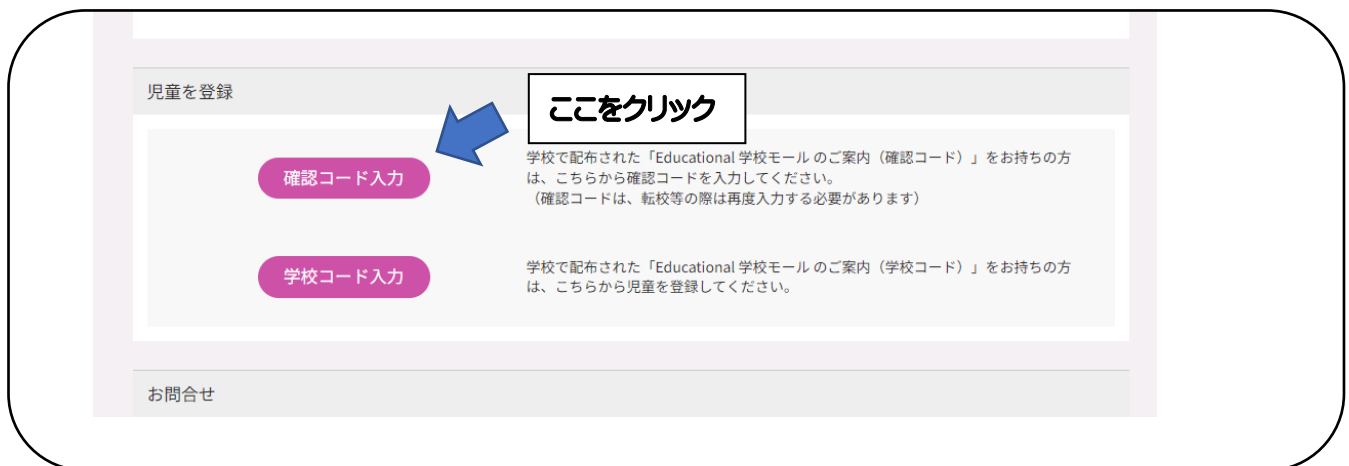 児童を登録
ここをクリック
確認コード入力
学校で配布された「Educational 学校モール のご案内（確認コード）」をお持ちの方
は、こちらから確認コードを入力してください。
（確認コードは、転校等の際は再度入力する必要があります）
学校コード入力
学校で配布された「Educational 学校モール のご案内（学校コード）」をお持ちの方
は、こちらから児童を登録してください。
お問合せ